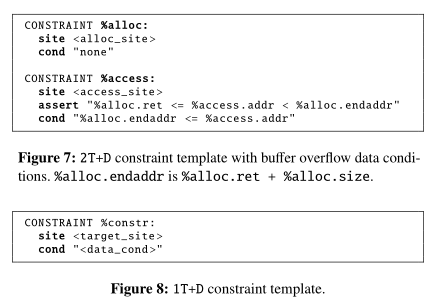 CONSTRAINT %alloc:
site <alloc_site>
cond "none"
CONSTRAINT %access:
site <access_site>
assert "%alloc.ret <= %access.addr < %alloc.endaddr"
cond "%alloc.endaddr <= %access.addr"
Figure 7: 2T+D constraint template with buffer overflow data condi-
tions. %alloc.endaddr is %alloc.ret + %alloc.size.
CONSTRAINT %constr:
site <target_site>
cond "<data_cond>"
Figure 8: 1T+D constraint template.